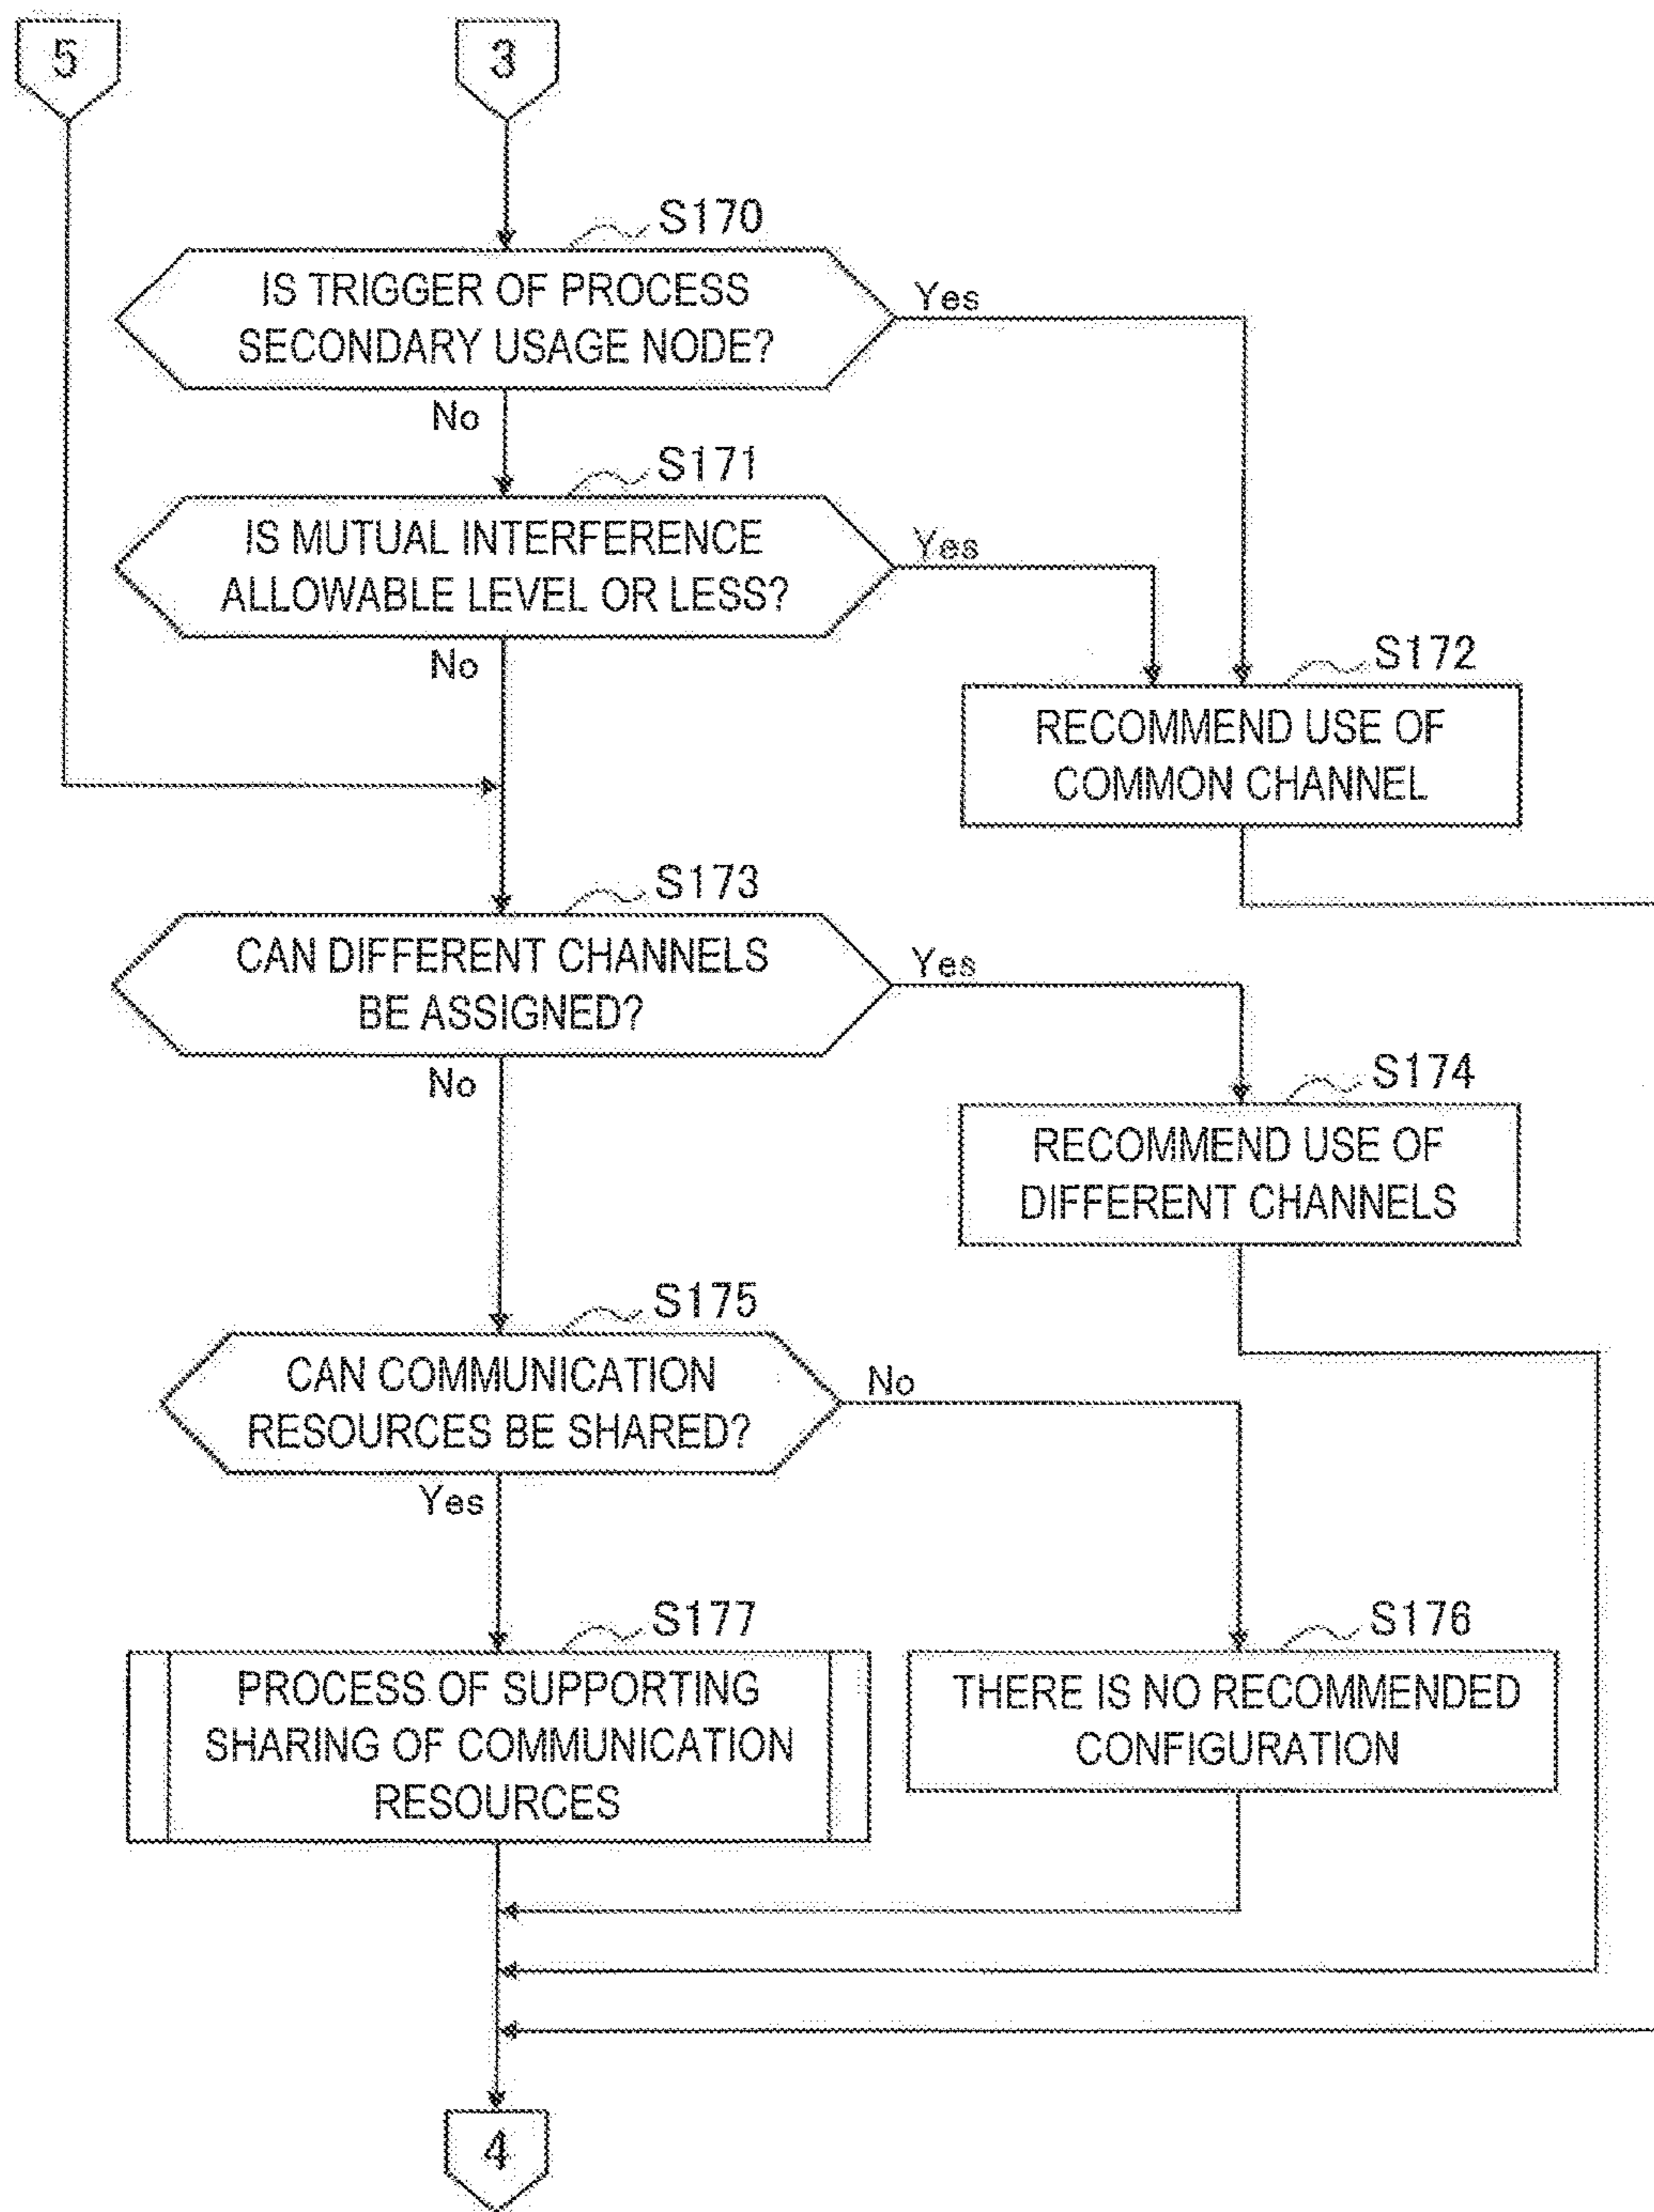 5
3
S170
IS TRIGGER OF PROCESS
SECONDARY USAGE NODE?
Yes
No
S171
IS MUTUAL INTERFERENCE
ALLOWABLE LEVEL OR LESS?
Yes
No
S172
RECOMMEND USE OF
COMMON CHANNEL
S173
CAN DIFFERENT CHANNELS
BE ASSIGNED?
Yes
No
S174
RECOMMEND USE OF
DIFFERENT CHANNELS
S175
CAN COMMUNICATION
RESOURCES BE SHARED?
No
Yes
S177
PROCESS OF SUPPORTING
SHARING OF COMMUNICATION
RESOURCES
S176
THERE IS NO RECOMMENDED
CONFIGURATION
4